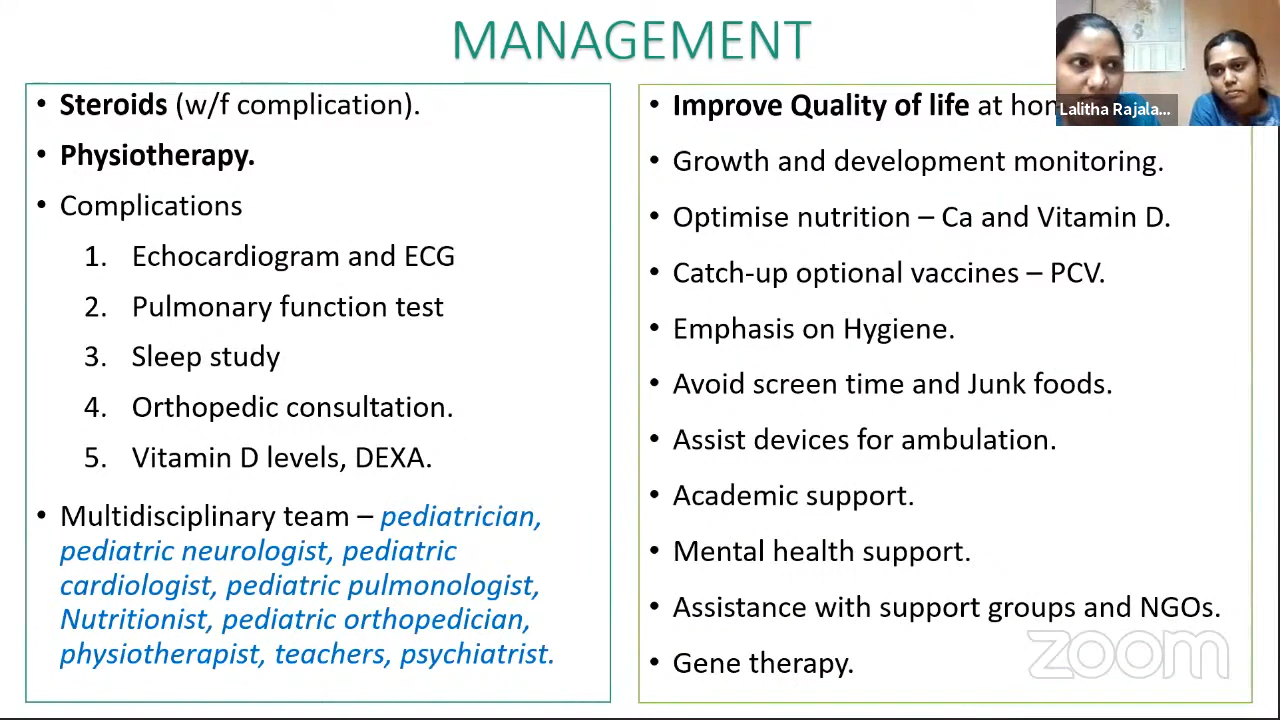 MANAGEMENT
• Steroids (w/f complication).
• Physiotherapy.
• Complications
1. Echocardiogram and ECG
2. Pulmonary function test
3. Sleep study
4. Orthopedic consultation.
5. Vitamin D levels, DEXA.
• Multidisciplinary team – pediatrician,
pediatric neurologist, pediatric
cardiologist, pediatric pulmonologist,
Nutritionist, pediatric orthopedician,
physiotherapist, teachers, psychiatrist.
• Improve Quality of life at
• Growth and development monitoring.
• Optimise nutrition – Ca and Vitamin D.
• Catch-up optional vaccines – PCV.
• Emphasis on Hygiene.
• Avoid screen time and Junk foods.
• Assist devices for ambulation.
• Academic support.
• Mental health support.
• Assistance with support groups and NGOs.
• Gene therapy.
Lalitha Rajala...
zoom